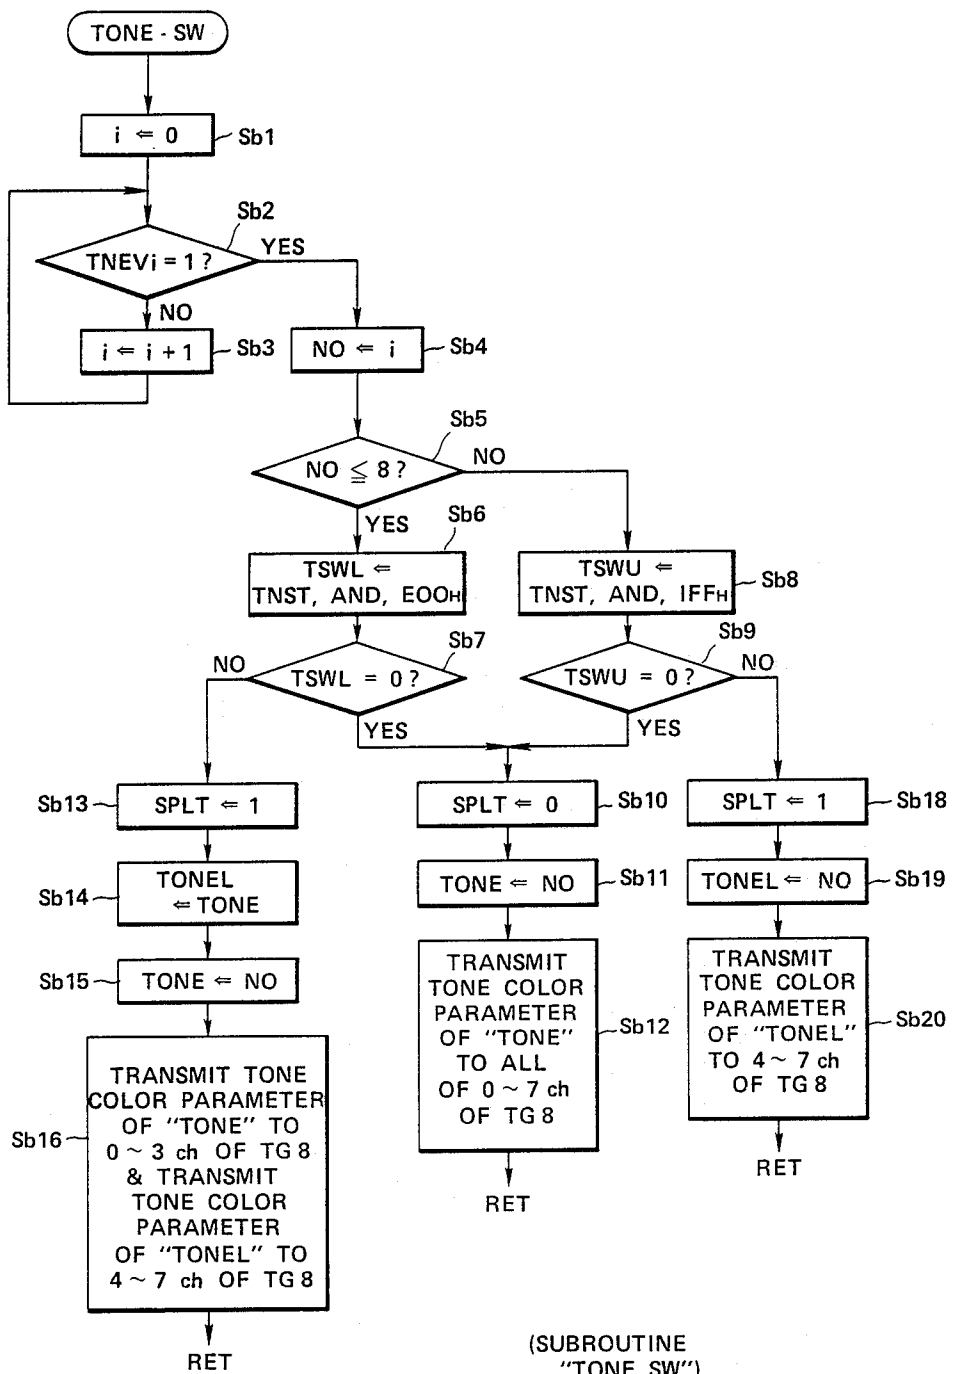 TONE - SW
i ⇐ 0
Sb1
Sb2
TNEVi = 1 ?
YES
NO
i ⇐ i + 1
Sb3
NO ⇐ i
Sb4
Sb5
NO ≦ 8 ?
NO
YES
Sb6
TSWL ⇐
TNST, AND, EOOH
TSWU ⇐
TNST, AND, IFFH
Sb8
Sb7
NO
TSWL = 0 ?
YES
Sb9
TSWU = 0 ?
NO
YES
Sb13
SPLT ⇐ 1
SPLT ⇐ 0
Sb10
SPLT ⇐ 1
Sb18
Sb14
TONEL
⇐ TONE
TONE ⇐ NO
Sb11
TONEL ⇐ NO
Sb19
Sb15
TONE ⇐ NO
TRANSMIT
TONE COLOR
PARAMETER
OF "TONE"
TO ALL
OF 0 ~ 7 ch
OF TG 8
Sb12
RET
TRANSMIT
TONE COLOR
PARAMETER
OF "TONEL"
TO 4 ~ 7 ch
OF TG 8
Sb20
RET
Sb16
TRANSMIT TONE
COLOR PARAMETER
OF "TONE" TO
0 ~ 3 ch OF TG 8
& TRANSMIT
TONE COLOR
PARAMETER
OF "TONEL" TO
4 ~ 7 ch OF TG 8
RET
(SUBROUTINE
"TONE SW")